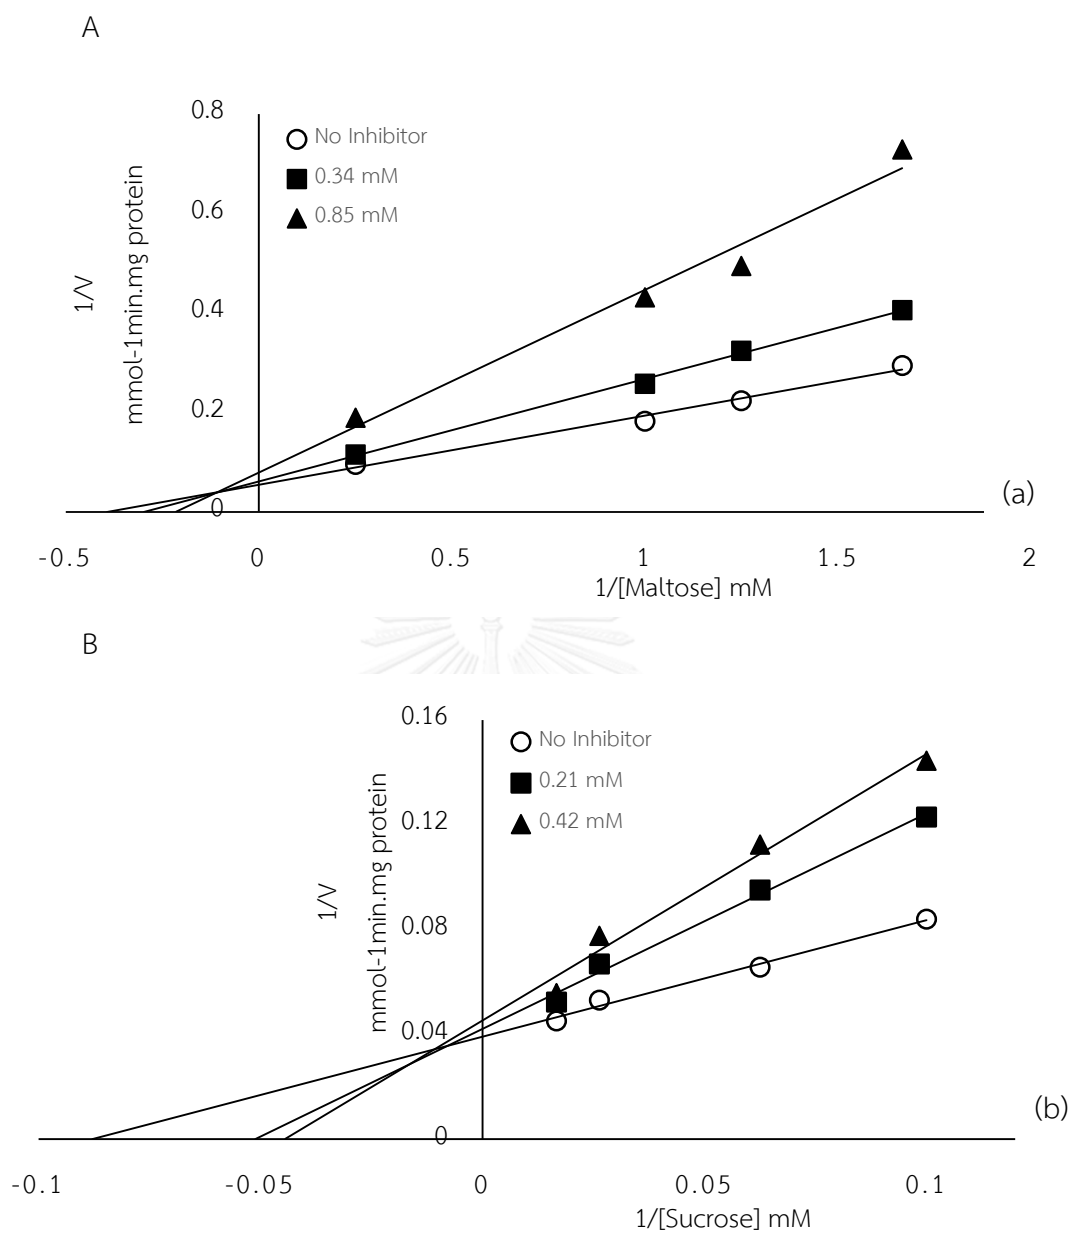 A
0.8
No Inhibitor
0.34 mM
0.85 mM
0.6
0.4
0.2
0
1/V
mmol-1min.mg protein
(a)
-0.5 0 0.5 1 1.5 2
1/[Maltose] mM
B
0.16
No Inhibitor
0.21 mM
0.42 mM
0.12
0.08
0.04
0
1/V
mmol-1min.mg protein
(b)
-0.1 -0.05 0 0.05 0.1
1/[Sucrose] mM